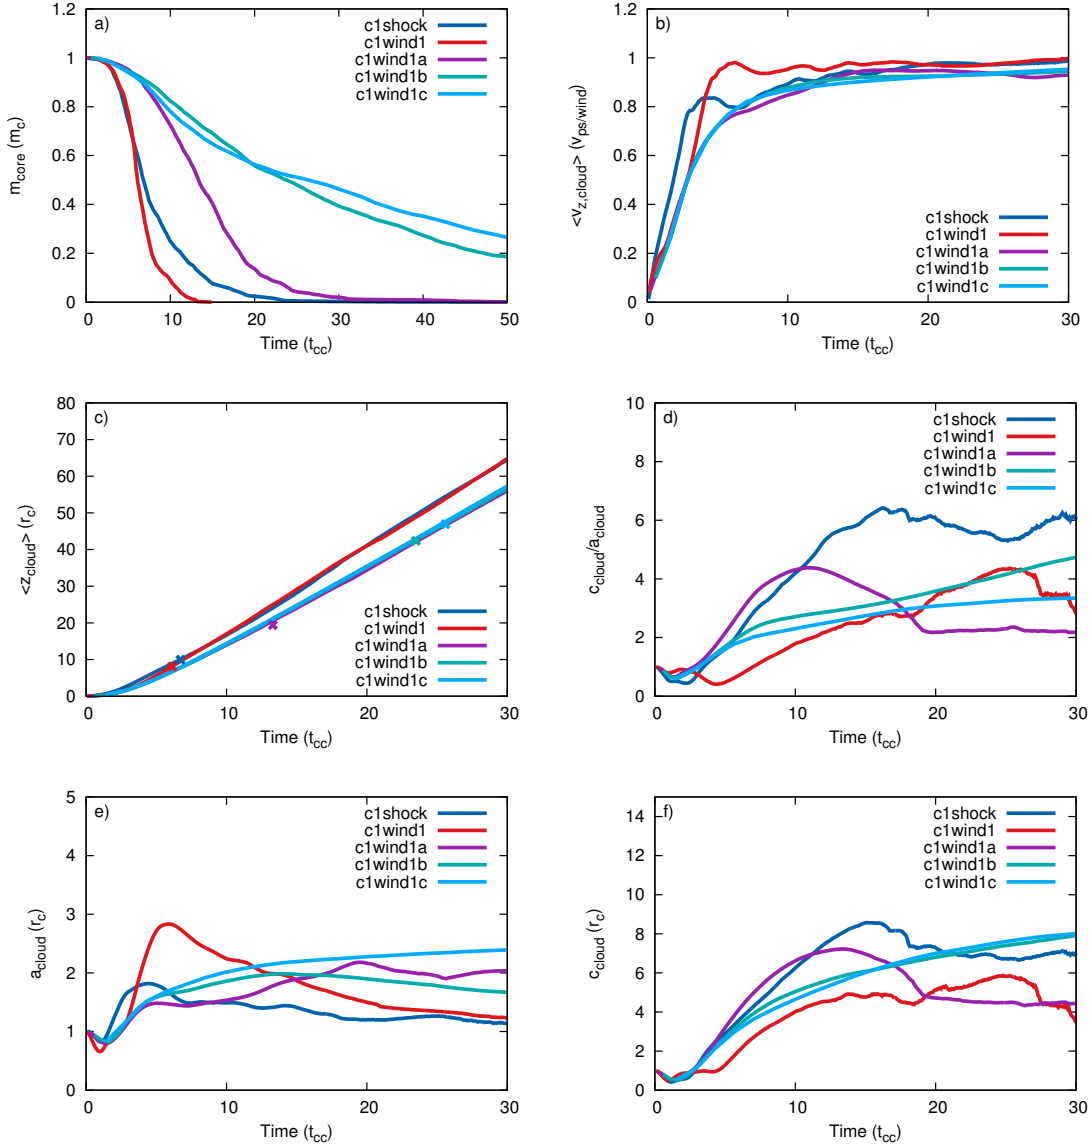 a)
m_core (m_c)
1.2
1
0.8
0.6
0.4
0.2
0
0 10 20 30 40 50
Time (t_cc)
c1shock
c1wind1
c1wind1a
c1wind1b
c1wind1c
b)
<v_z,cloud> (v_ps/wind)
1.2
1
0.8
0.6
0.4
0.2
0
0 10 20 30
Time (t_cc)
c1shock
c1wind1
c1wind1a
c1wind1b
c1wind1c
c)
<z_cloud> (r_c)
80
70
60
50
40
30
20
10
0
0 10 20 30
Time (t_cc)
c1shock
c1wind1
c1wind1a
c1wind1b
c1wind1c
d)
c_cloud/a_cloud
10
8
6
4
2
0
0 10 20 30
Time (t_cc)
c1shock
c1wind1
c1wind1a
c1wind1b
c1wind1c
e)
a_cloud (r_c)
5
4
3
2
1
0
0 10 20 30
Time (t_cc)
c1shock
c1wind1
c1wind1a
c1wind1b
c1wind1c
f)
c_cloud (r_c)
14
12
10
8
6
4
2
0
0 10 20 30
Time (t_cc)
c1shock
c1wind1
c1wind1a
c1wind1b
c1wind1c